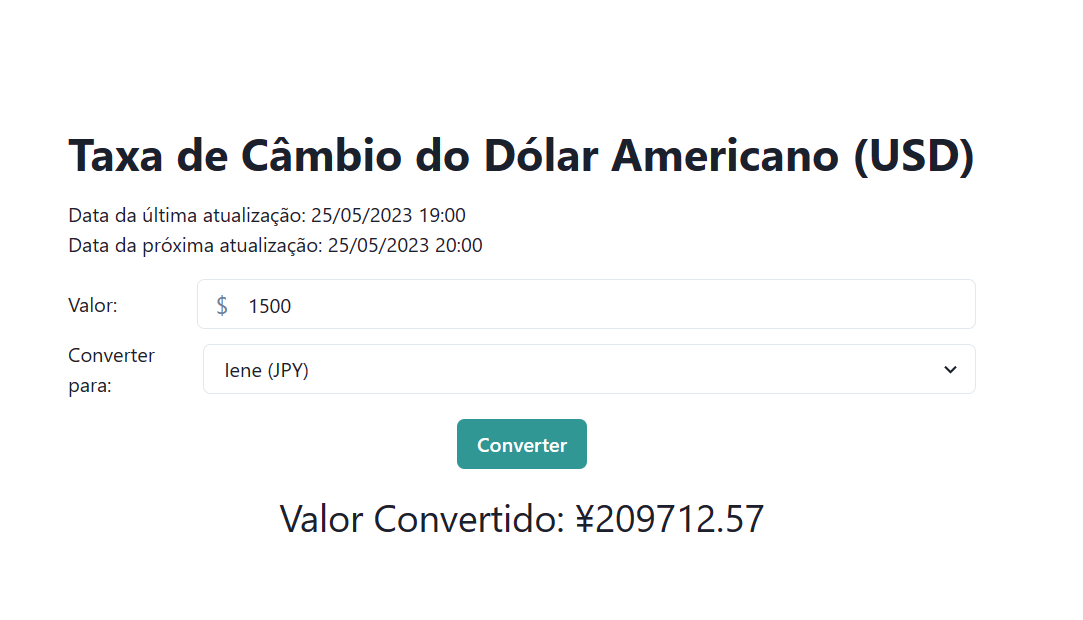 Taxa de Câmbio do Dólar Americano (USD)
Data da última atualização: 25/05/2023 19:00
Data da próxima atualização: 25/05/2023 20:00
Valor: $ 1500
Converter
para:
Iene (JPY)
Converter
Valor Convertido: ¥209712.57